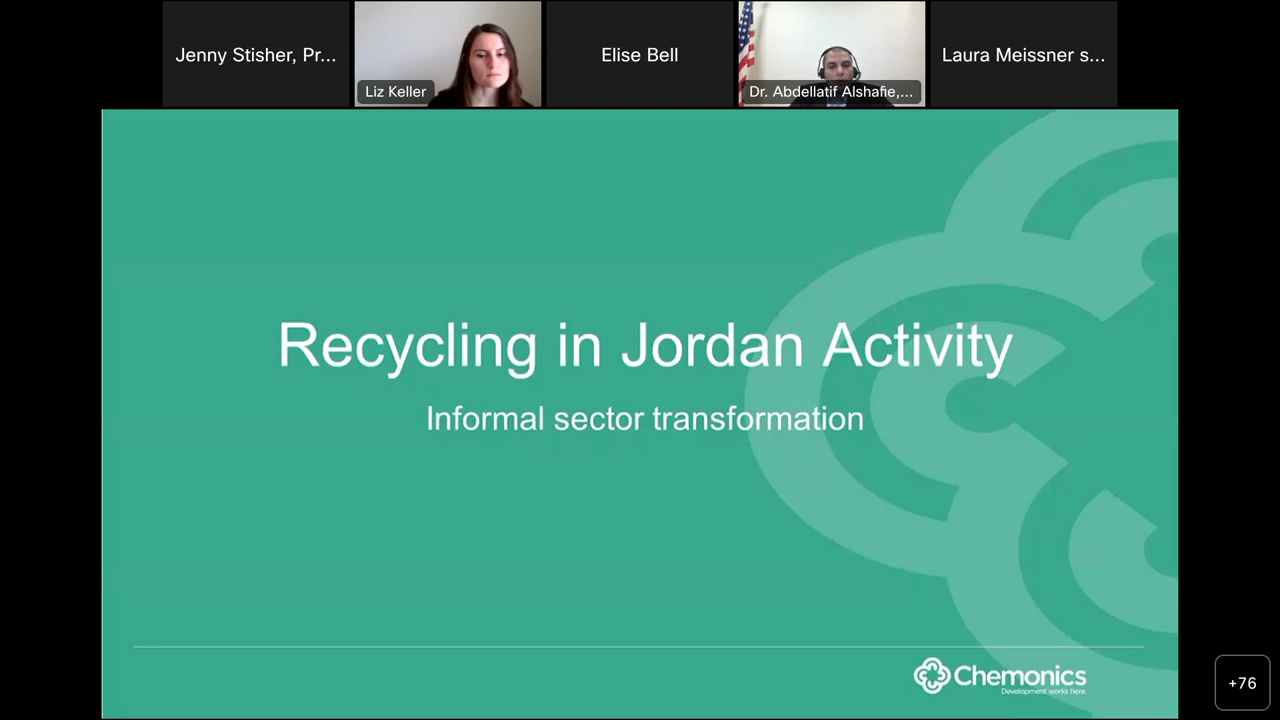 Jenny Stisher, Pr...
Liz Keller
Elise Bell
Dr. Abdellatif Alshafie,...
Laura Meissner s...
Recycling in Jordan Activity
Informal sector transformation
Chemonics
Development works here.
+76